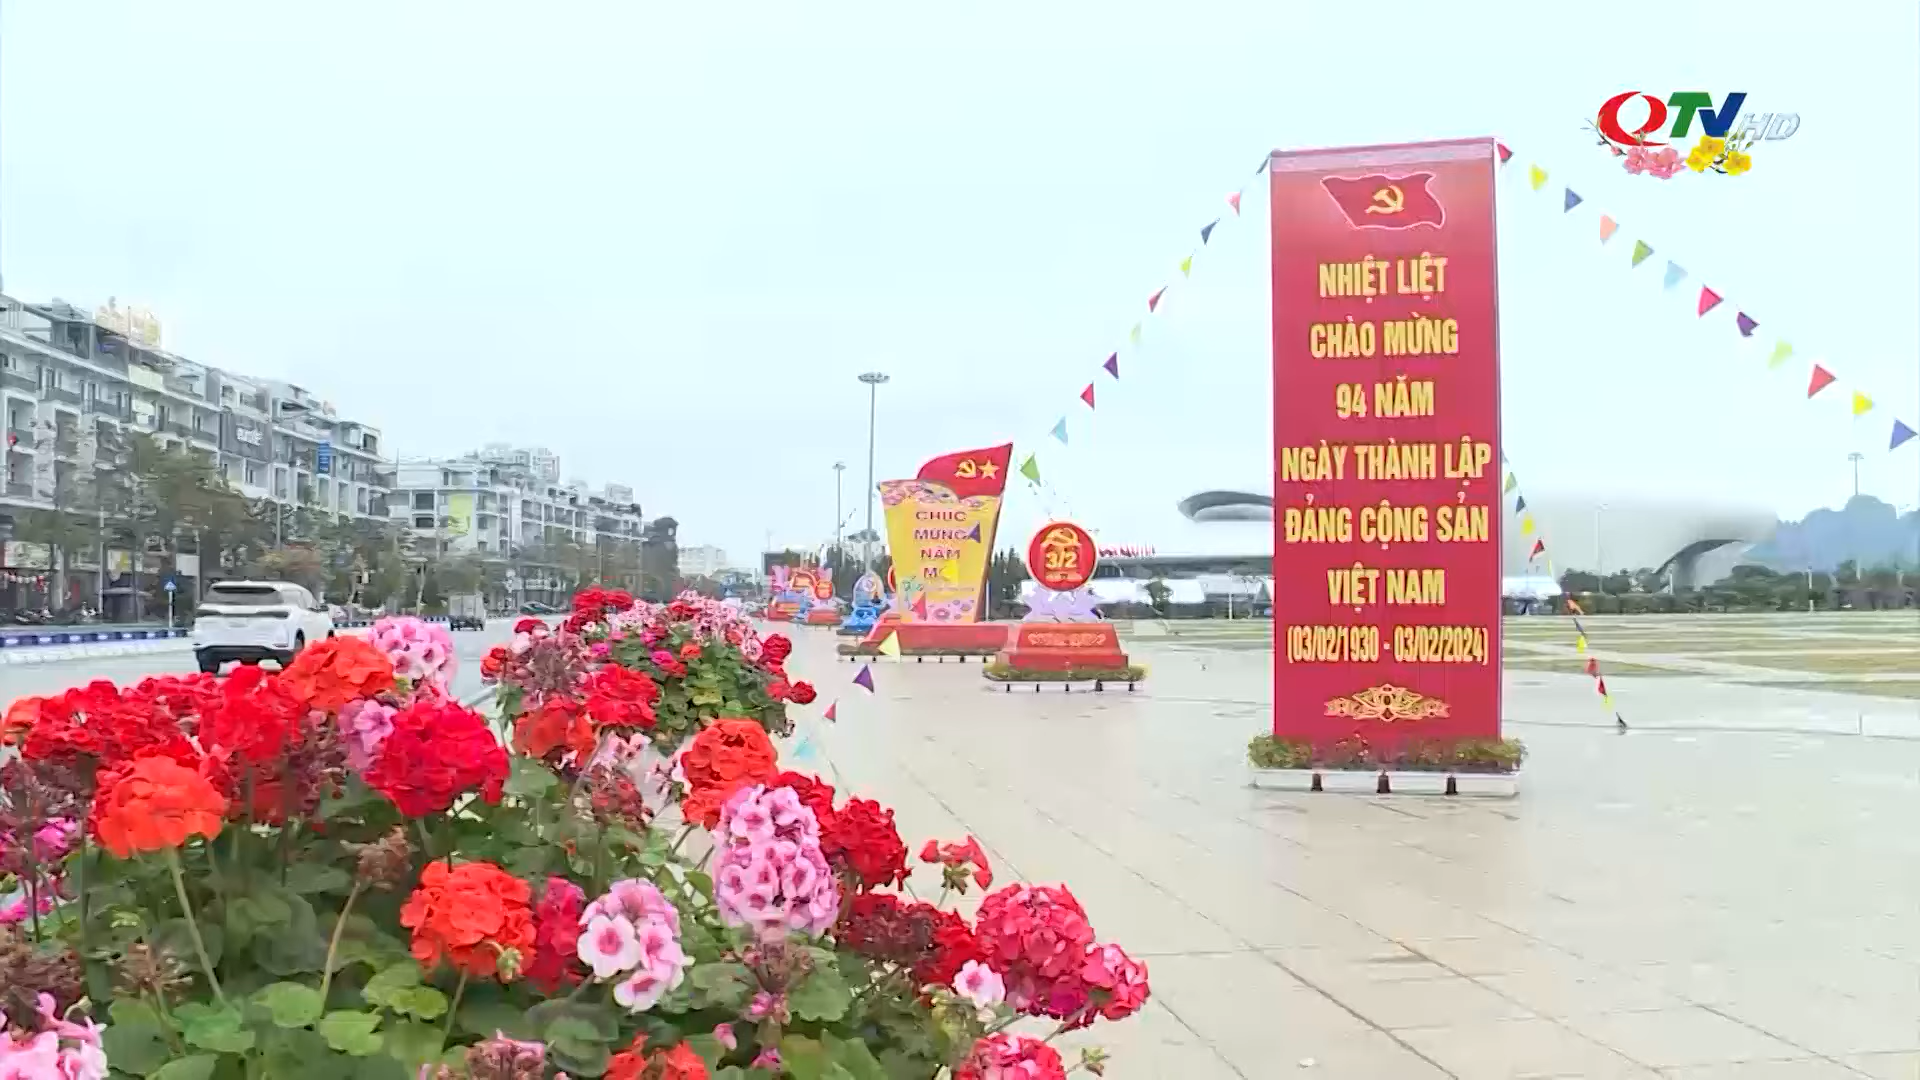 QTV HD
NHIỆT LIỆT
CHÀO MỪNG
94 NĂM
NGÀY THÀNH LẬP
ĐẢNG CỘNG SẢN
VIỆT NAM
(03/02/1930 - 03/02/2024)
CHÚC
MỪNG
NĂM
3/2